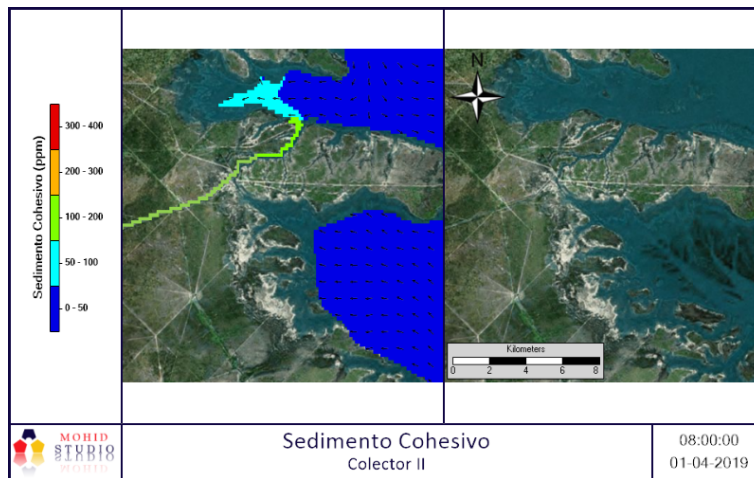 Sedimento Cohesivo (ppm)
300 - 400
200 - 300
100 - 200
50 - 100
0 - 50
N
Kilometers
0 2 4 6 8
MOHID
STUDIO
Sedimento Cohesivo
Colector II
08:00:00
01-04-2019